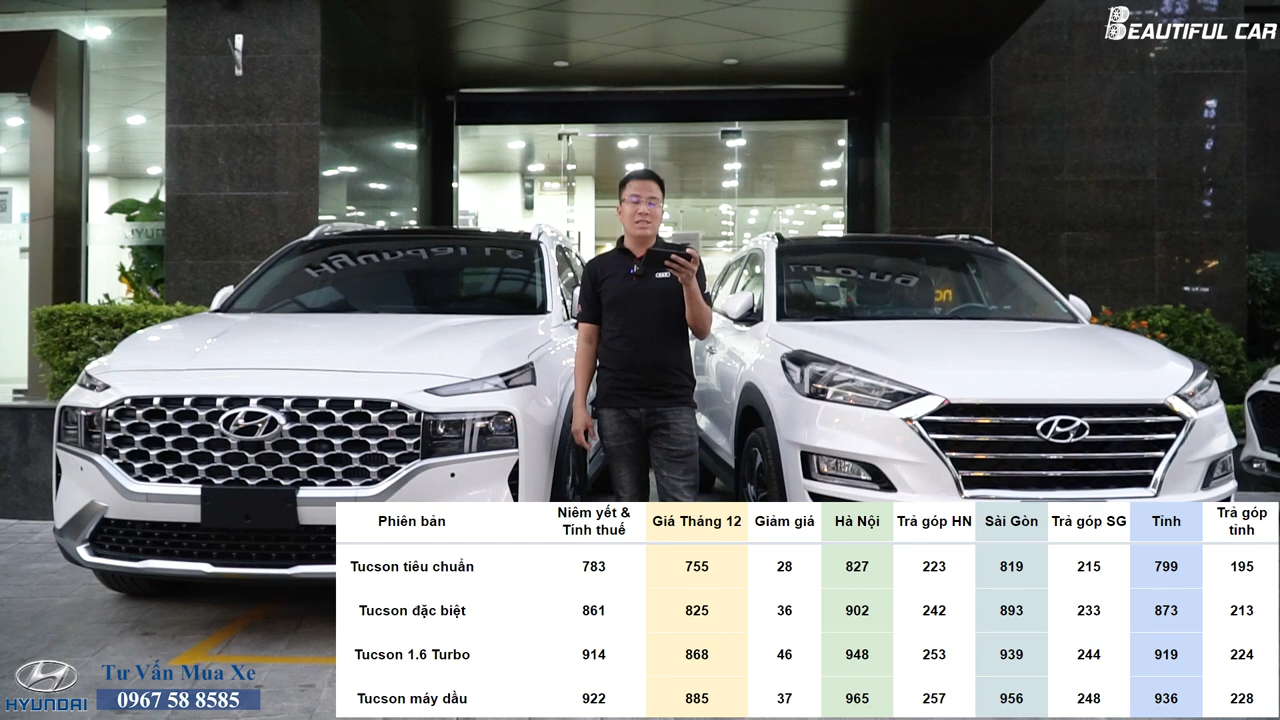 BEAUTIFUL CAR
Phiên bản Niêm yết & Tính thuế Giá Tháng 12 Giảm giá Hà Nội Trả góp HN Sài Gòn Trả góp SG Tỉnh Trả góp tỉnh
Tucson tiêu chuẩn 783 755 28 827 223 819 215 799 195
Tucson đặc biệt 861 825 36 902 242 893 233 873 213
Tucson 1.6 Turbo 914 868 46 948 253 939 244 919 224
Tucson máy dầu 922 885 37 965 257 956 248 936 228
Tư Vấn Mua Xe
HYUNDAI 0967 58 8585